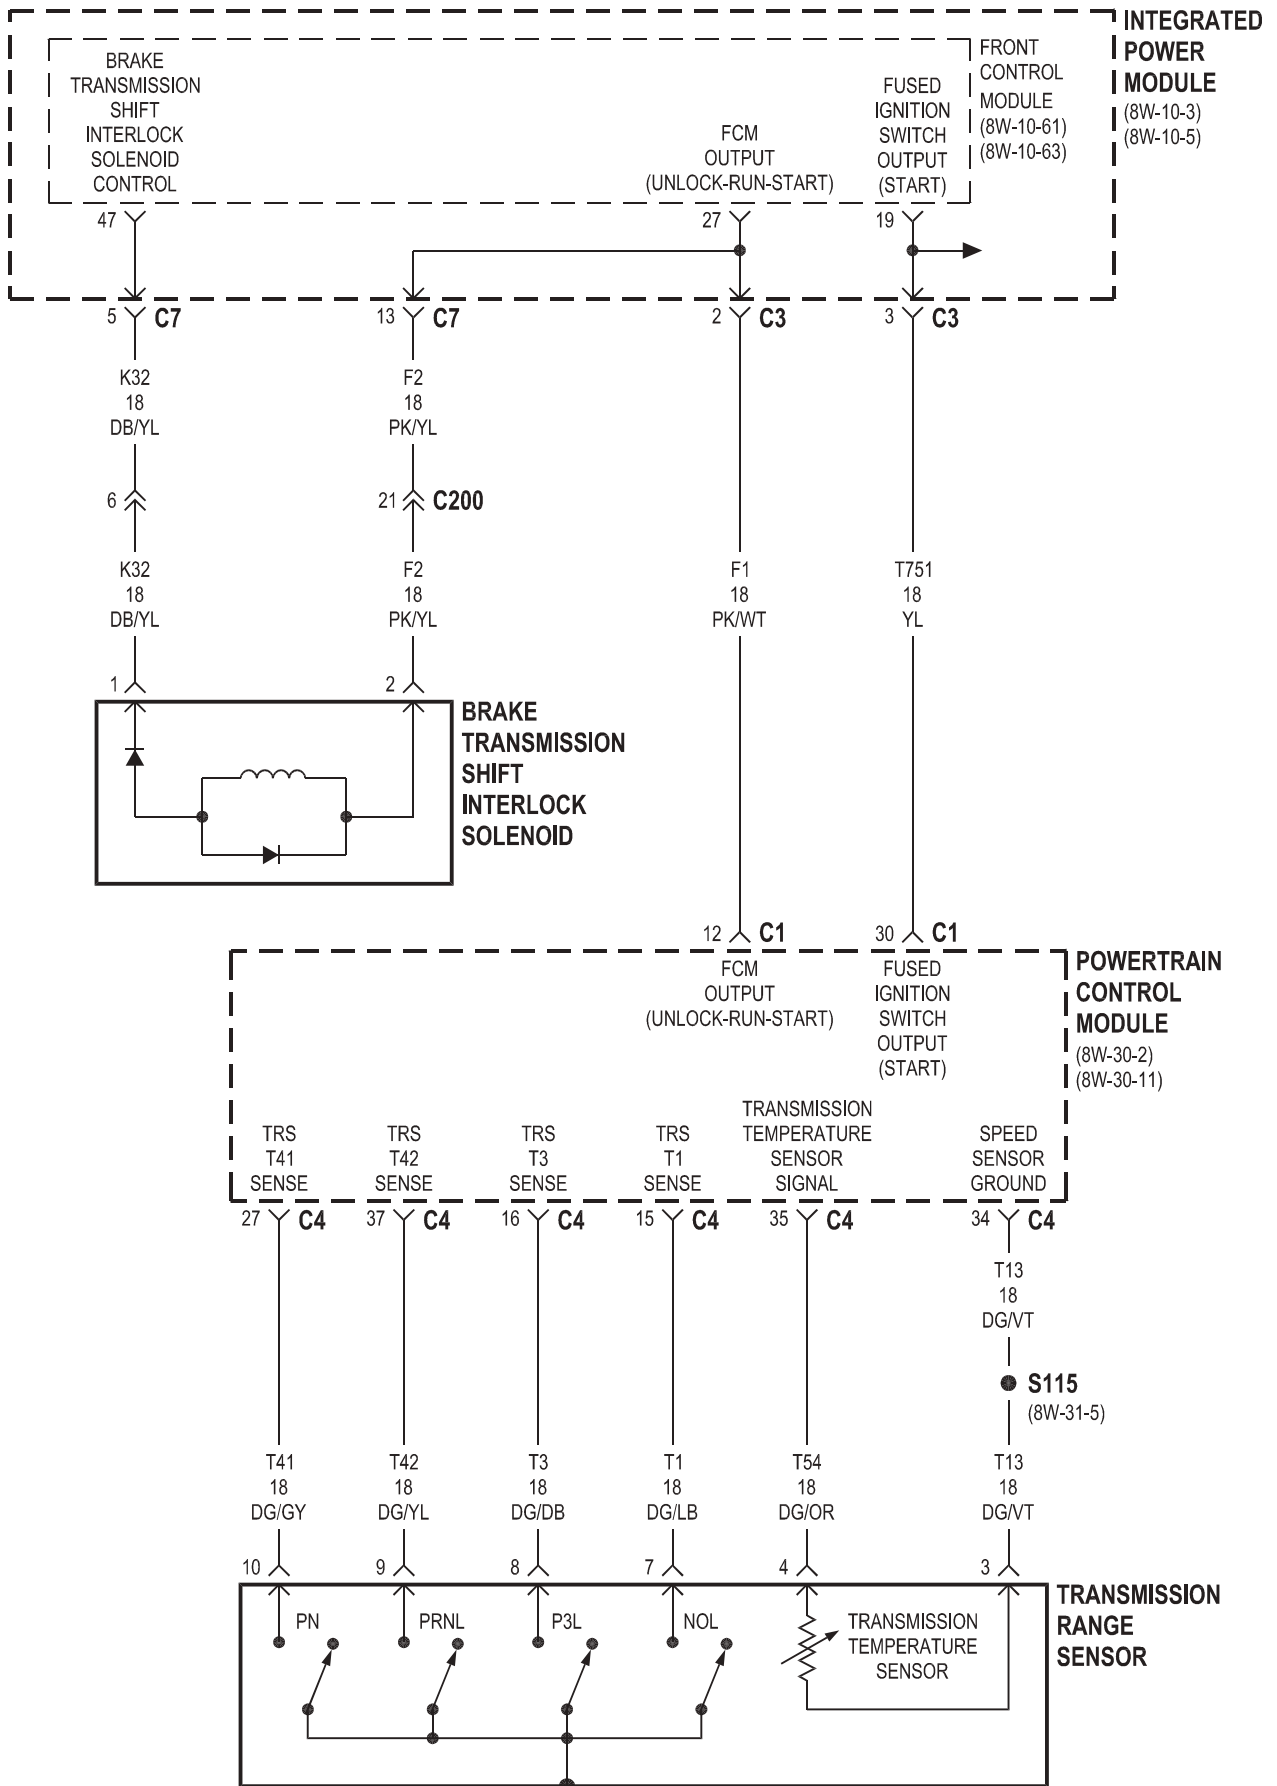 INTEGRATED
POWER
MODULE
(8W-10-3)
(8W-10-5)
FRONT
CONTROL
MODULE
(8W-10-61)
(8W-10-63)
BRAKE
TRANSMISSION
SHIFT
INTERLOCK
SOLENOID
CONTROL
FCM
OUTPUT
(UNLOCK-RUN-START)
FUSED
IGNITION
SWITCH
OUTPUT
(START)
47
27
19
5 C7
13 C7
2 C3
3 C3
K32
18
DB/YL
F2
18
PK/YL
6
21 C200
K32
18
DB/YL
F2
18
PK/YL
F1
18
PK/WT
T751
18
YL
1
2
BRAKE
TRANSMISSION
SHIFT
INTERLOCK
SOLENOID
12 C1
30 C1
FCM
OUTPUT
(UNLOCK-RUN-START)
FUSED
IGNITION
SWITCH
OUTPUT
(START)
POWERTRAIN
CONTROL
MODULE
(8W-30-2)
(8W-30-11)
TRS
T41
SENSE
TRS
T42
SENSE
TRS
T3
SENSE
TRS
T1
SENSE
TRANSMISSION
TEMPERATURE
SENSOR
SIGNAL
SPEED
SENSOR
GROUND
27 C4
37 C4
16 C4
15 C4
35 C4
34 C4
T13
18
DG/VT
S115
(8W-31-5)
T41
18
DG/GY
T42
18
DG/YL
T3
18
DG/DB
T1
18
DG/LB
T54
18
DG/OR
T13
18
DG/VT
10
9
8
7
4
3
PN
PRNL
P3L
NOL
TRANSMISSION
TEMPERATURE
SENSOR
TRANSMISSION
RANGE
SENSOR